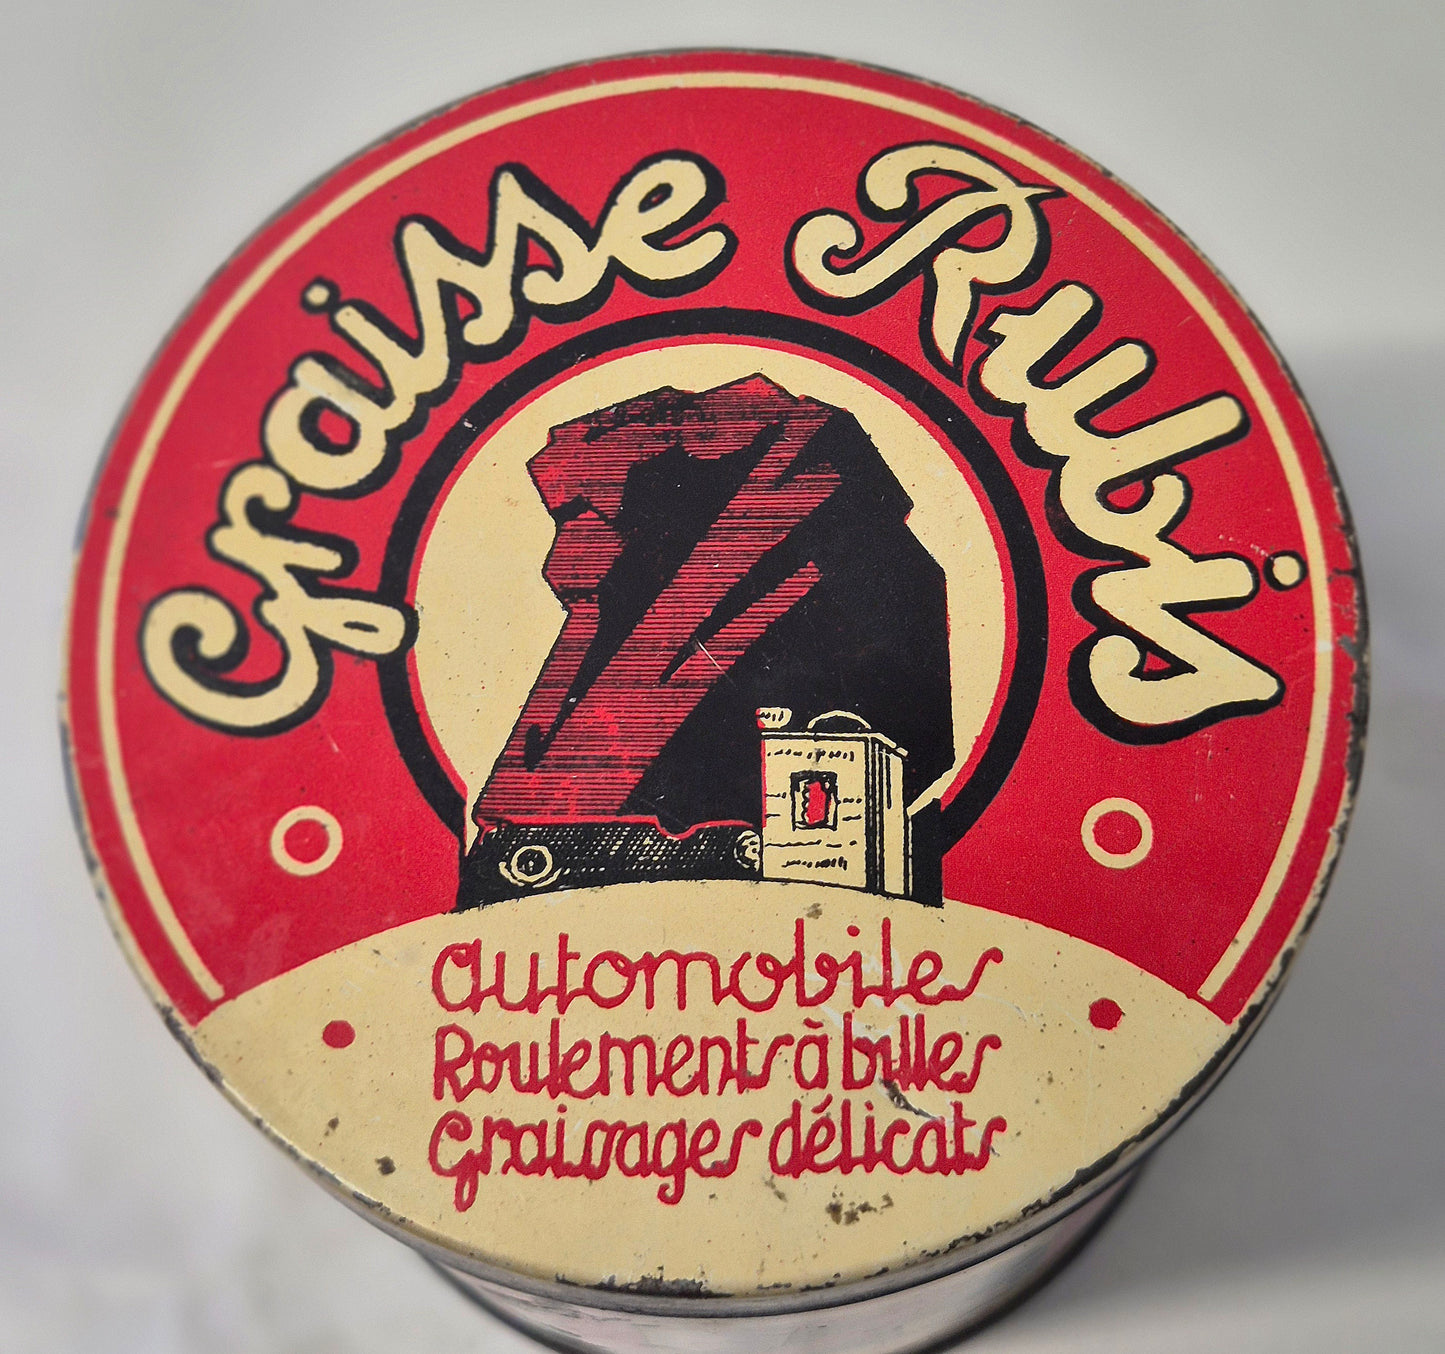 Graisse Rubis
automobiles
Roulements à billes
graissages délicats